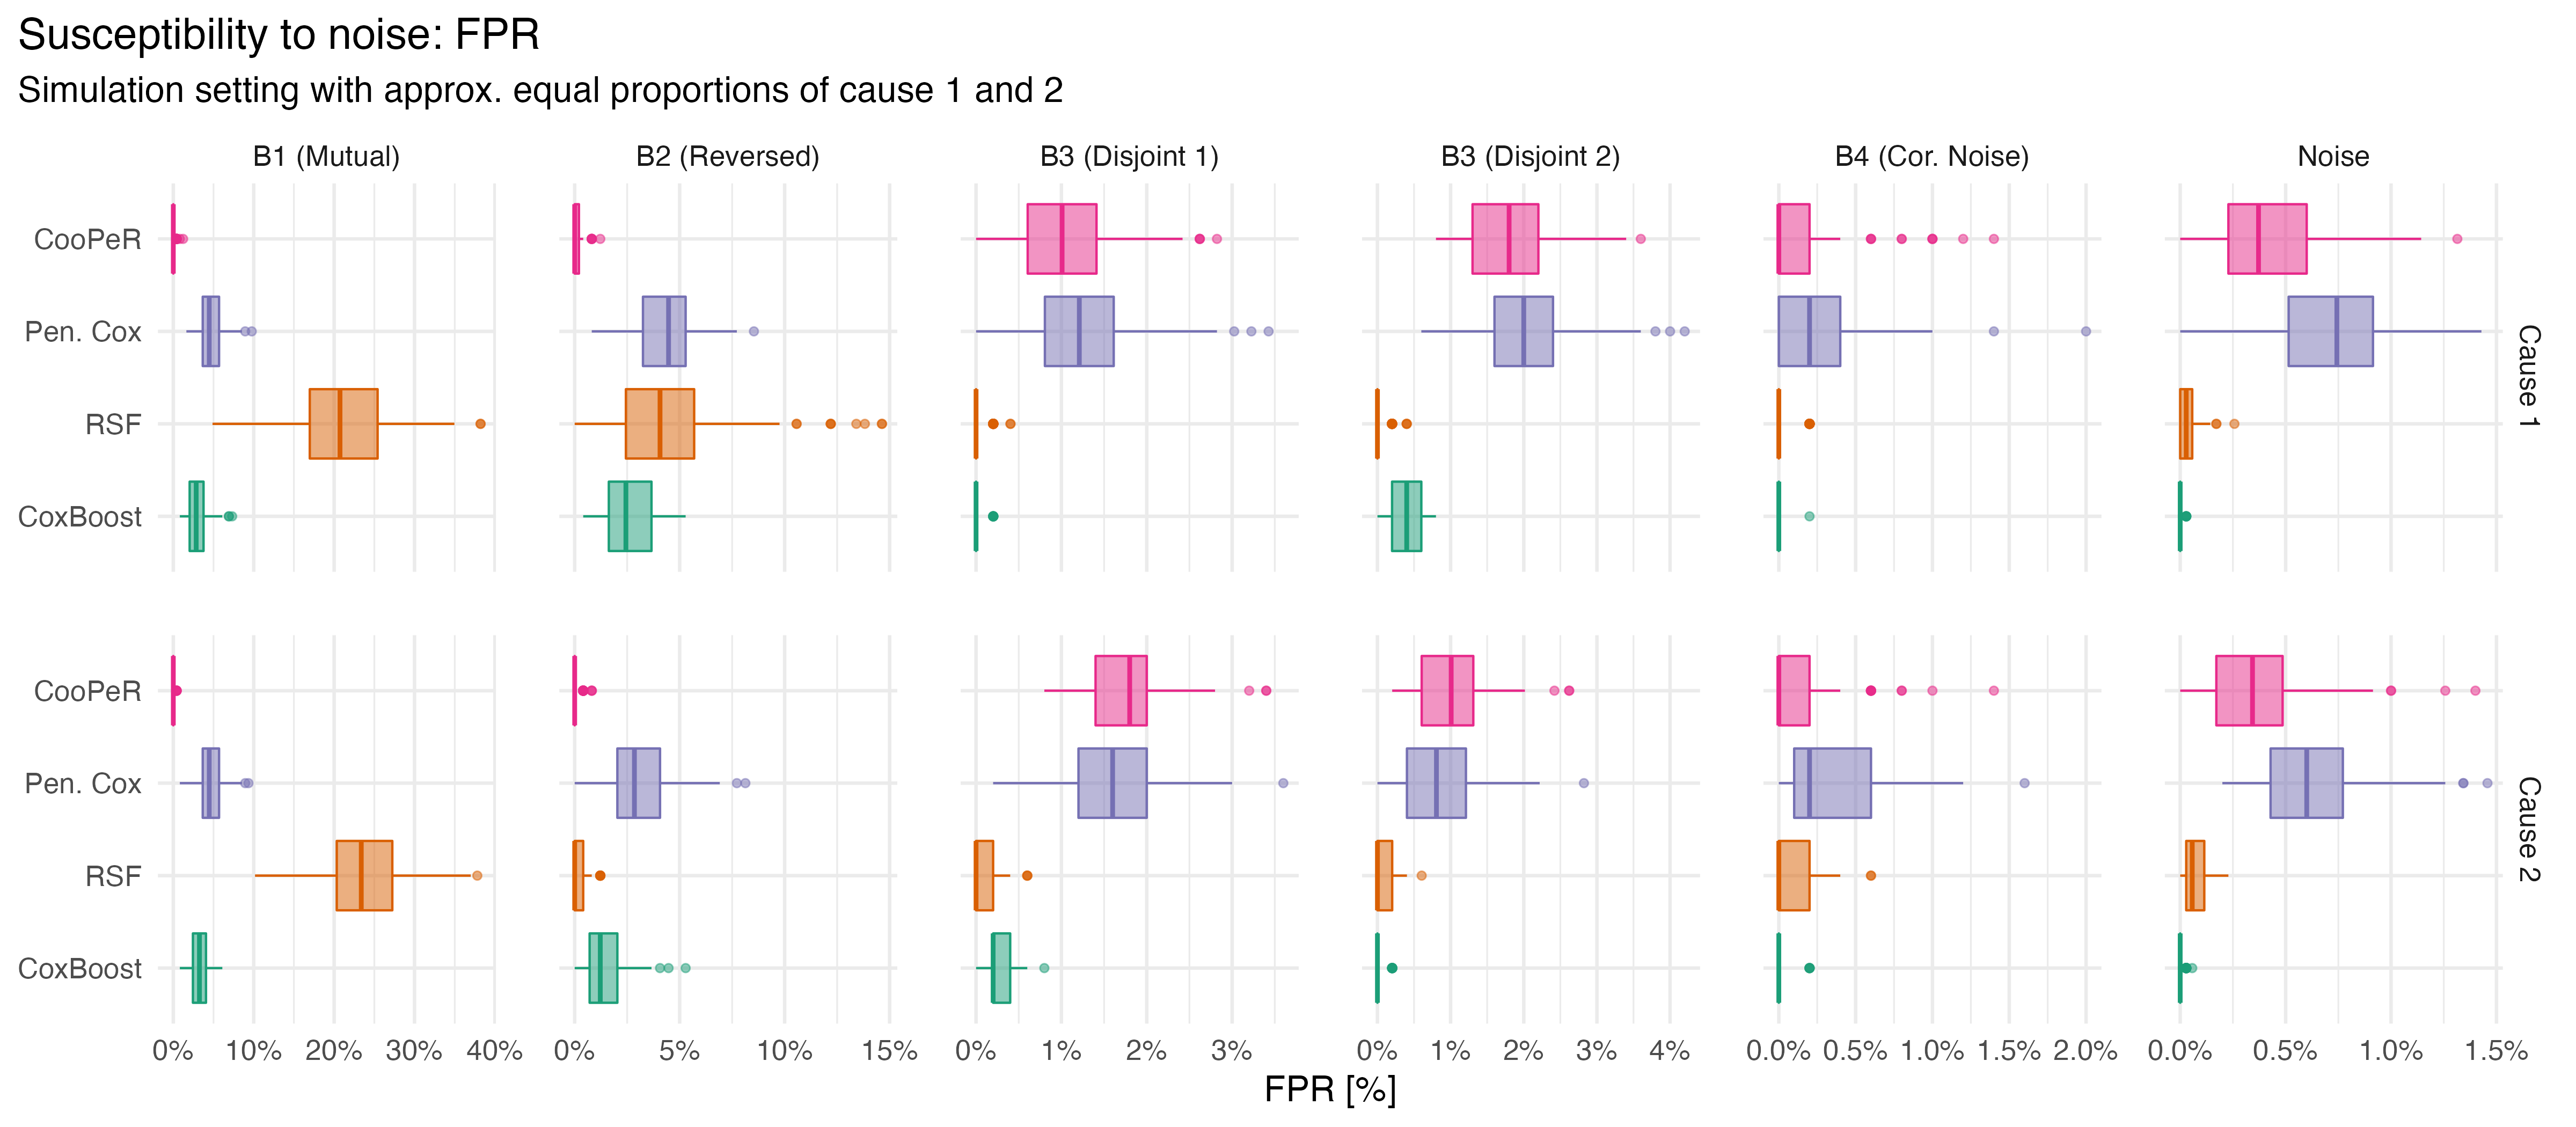 Susceptibility to noise: FPR
Simulation setting with approx. equal proportions of cause 1 and 2
B1 (Mutual) B2 (Reversed) B3 (Disjoint 1) B3 (Disjoint 2) B4 (Cor. Noise) Noise
CooPeR
Pen. Cox
RSF
CoxBoost
Cause 1
CooPeR
Pen. Cox
RSF
CoxBoost
Cause 2
0% 10% 20% 30% 40% 0% 5% 10% 15% 0% 1% 2% 3% 0% 1% 2% 3% 4% 0.0% 0.5% 1.0% 1.5% 2.0% 0.0% 0.5% 1.0% 1.5%
FPR [%]